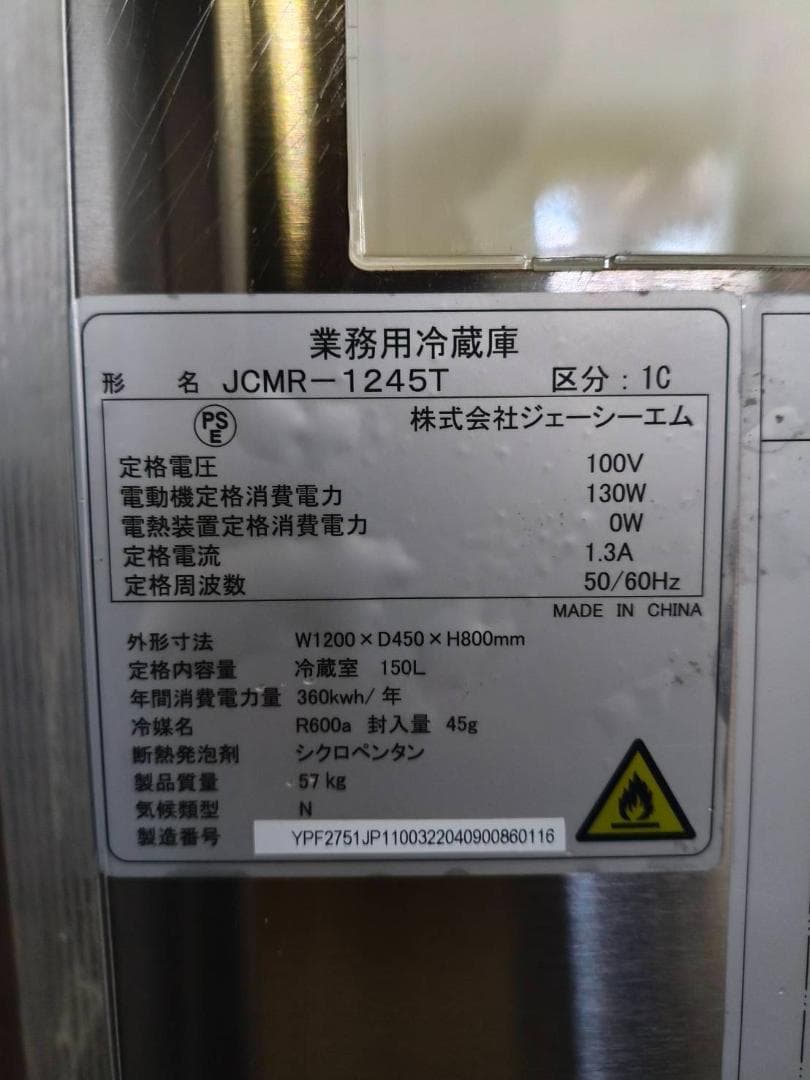 業務用冷蔵庫
形 名 JCMR-1245T 区分:1C
PS E 株式会社ジェーシーエム
定格電圧 100V
電動機定格消費電力 130W
電熱装置定格消費電力 0W
定格電流 1.3A
定格周波数 50/60Hz
MADE IN CHINA
外形寸法 W1200×D450×H800mm
定格内容量 冷蔵室 150L
年間消費電力量 360kwh/年
冷媒名 R600a 封入量 45g
断熱発泡剤 シクロペンタン
製品質量 57kg
気候類型 N
製造番号 YPF2751JP1100322040900860116